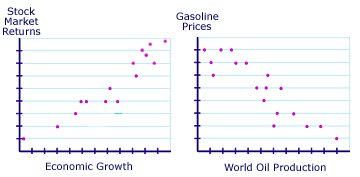 Stock
Market
Returns
Economic Growth
Gasoline
Prices
World Oil Production